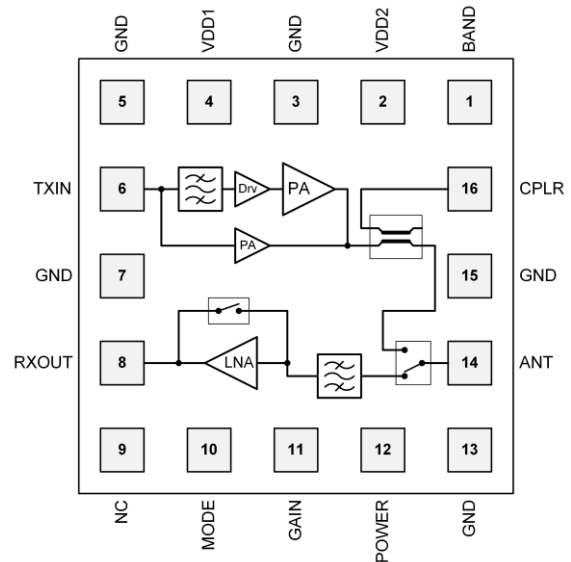 GND VDD1 GND VDD2 BAND
5 4 3 2 1
TXIN 6 Drv PA 16 CPLR
PA
GND 7 15 GND
RXOUT 8 LNA 14 ANT
9 10 11 12 13
NC MODE GAIN POWER GND